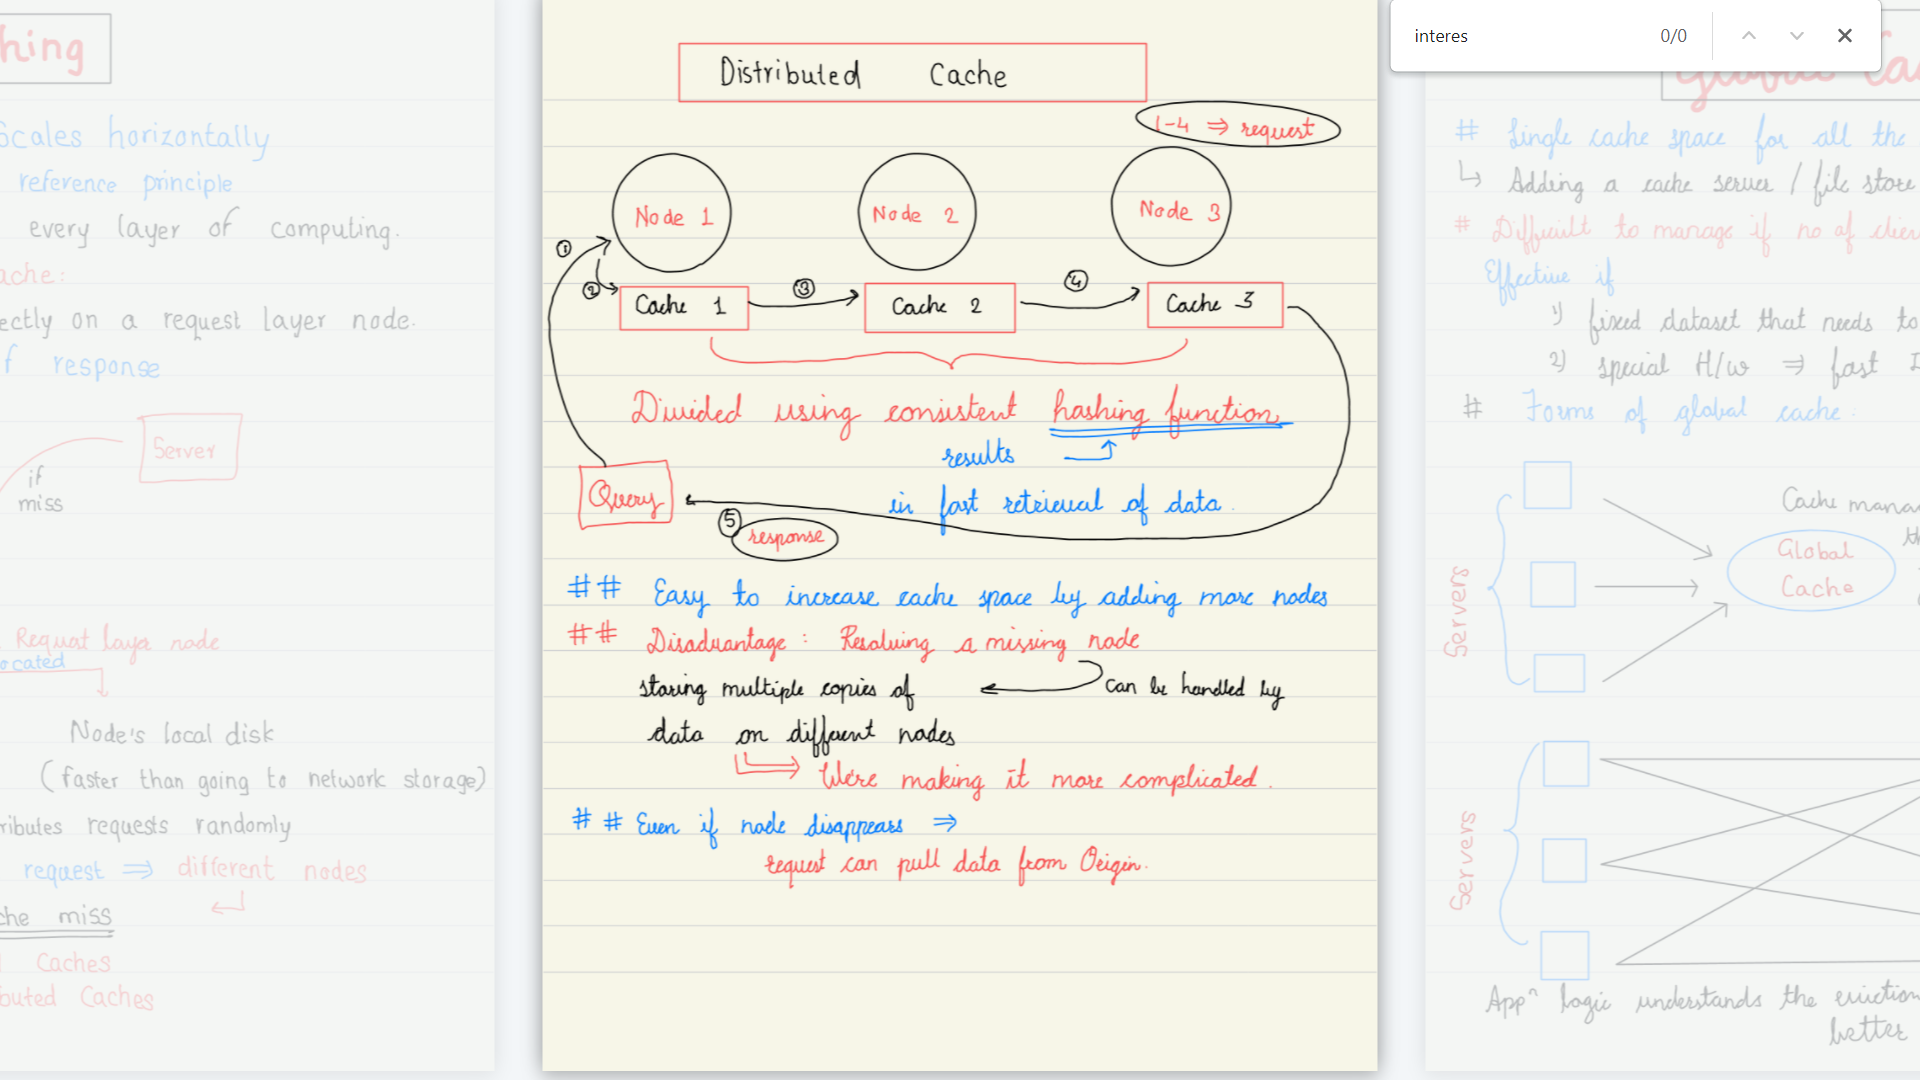 interes
0/0
hing
Scales horizontally
reference principle
every layer of computing.
ache:
ectly on a request layer node.
f response
Server
if
miss
Request layer node
ocated
Node's local disk
(faster than going to network storage)
ributes requests randomly
request ⇒ different nodes
che miss
Caches
buted Caches
Distributed Cache
1-4 ⇒ request
Node 1
Node 2
Node 3
①
②
③
④
Cache 1
Cache 2
Cache 3
Divided using consistent hashing function
results
in fast retrieval of data.
Query
⑤
response
## Easy to increase cache space by adding more nodes
## Disadvantage: Resolving a missing node
can be handled by
storing multiple copies of
data on different nodes
⇒ We're making it more complicated.
## Even if node disappears ⇒
request can pull data from Origin.
Global Ca
# Single cache space for all the
↳ Adding a cache server / file store
# Difficult to manage if no of clien
Effective if
1) fixed dataset that needs to
2) special H/w ⇒ fast I
# Forms of global cache.
Servers
Cache mana
th
Global
Cache
Servers
Appⁿ logic understands the eviction
better